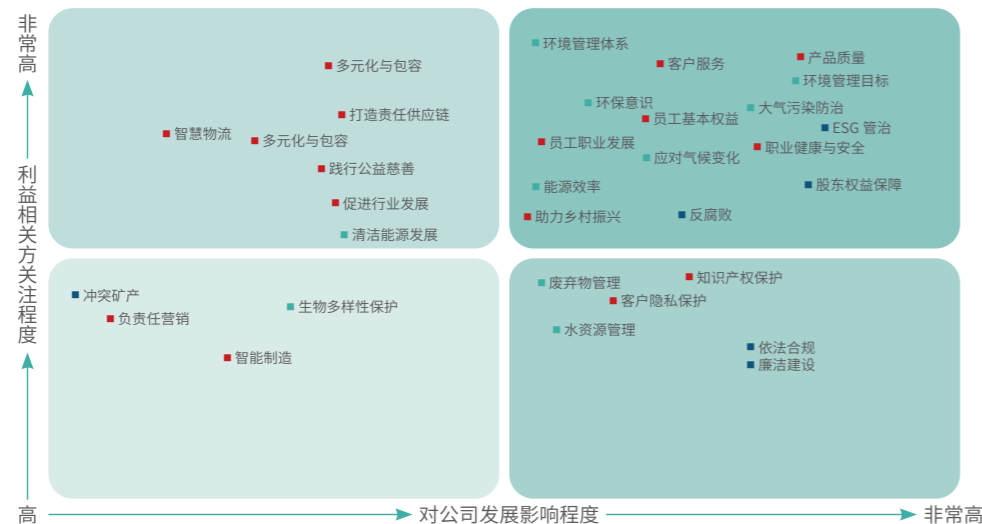 非常高
利益相关方关注程度
高
多元化与包容
打造责任供应链
智慧物流
多元化与包容
践行公益慈善
促进行业发展
清洁能源发展
环境管理体系
客户服务
产品质量
环境管理目标
环保意识
大气污染防治
员工基本权益
ESG 管治
员工职业发展
职业健康与安全
应对气候变化
能源效率
股东权益保障
助力乡村振兴
反腐败
冲突矿产
生物多样性保护
负责任营销
智能制造
废弃物管理
知识产权保护
客户隐私保护
水资源管理
依法合规
廉洁建设
对公司发展影响程度
非常高